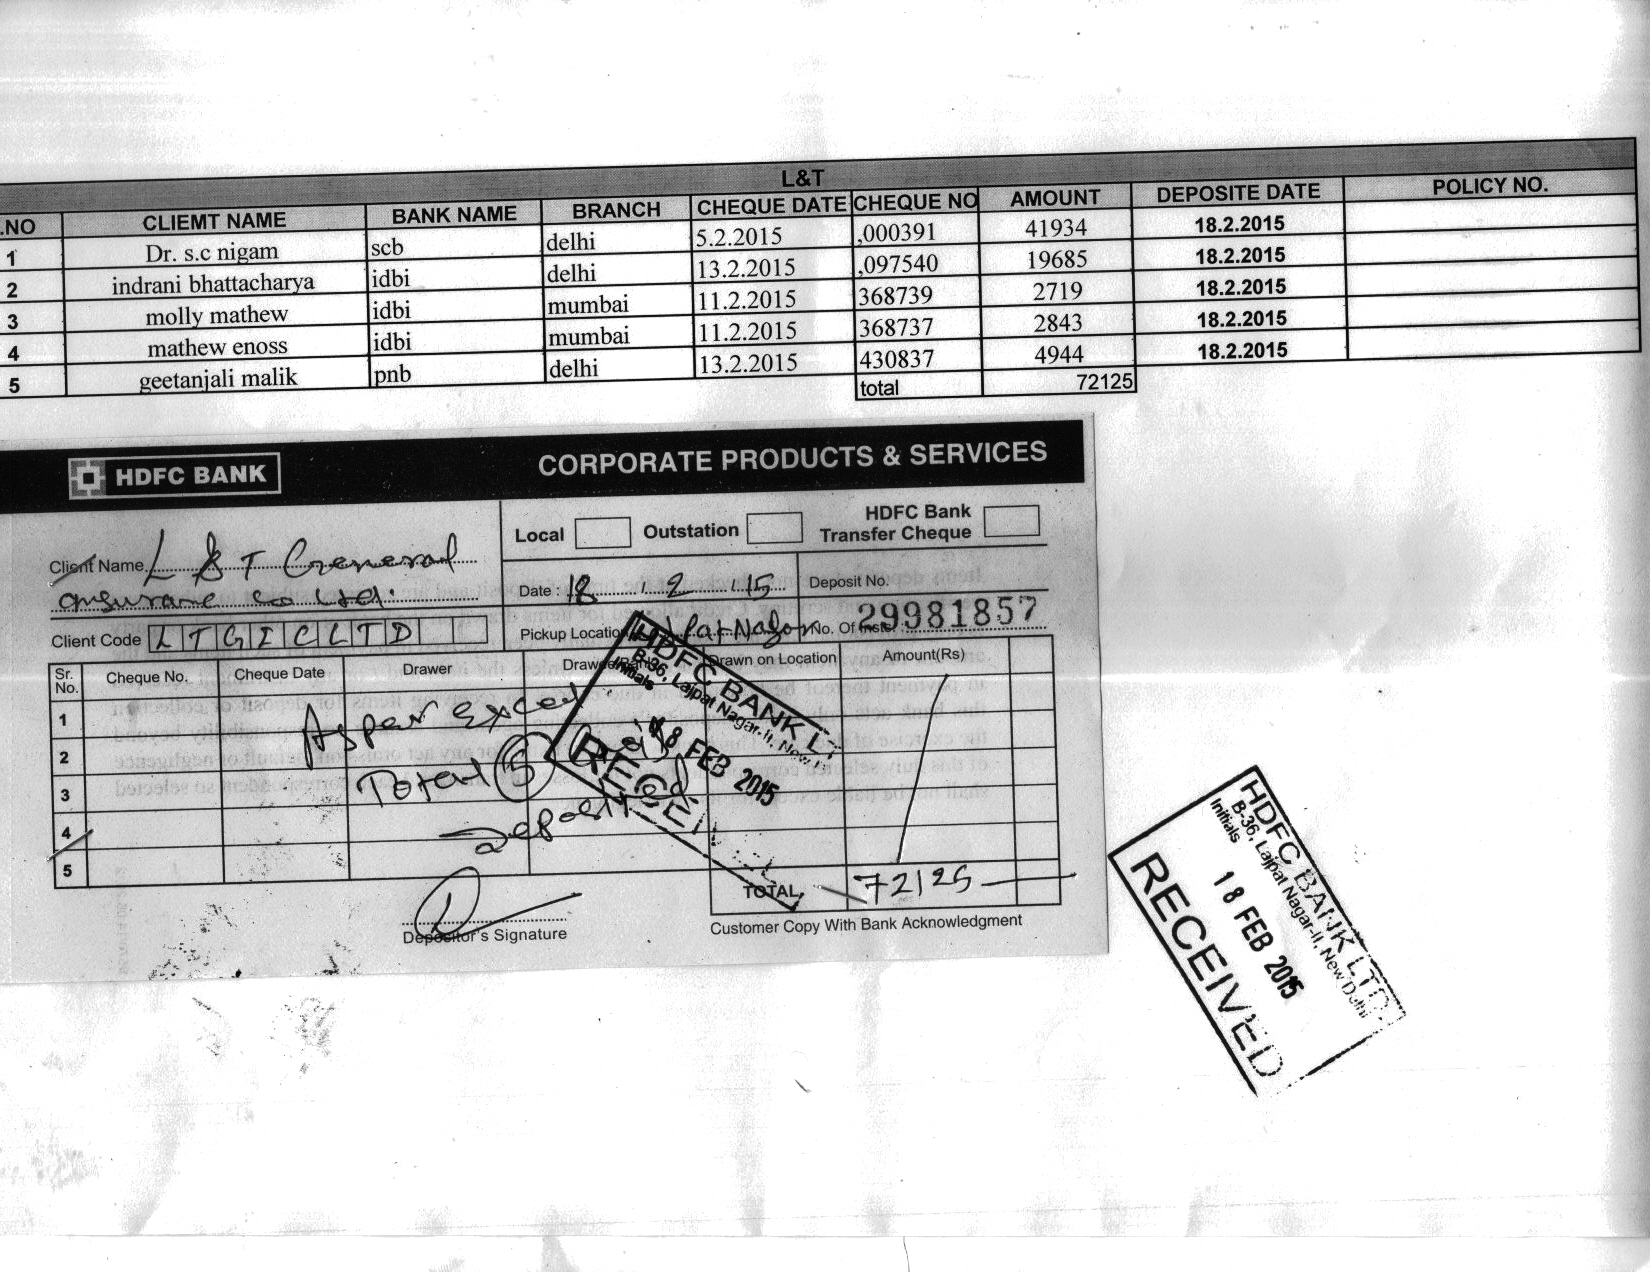 L&T
.NO CLIEMT NAME BANK NAME BRANCH CHEQUE DATE CHEQUE NO AMOUNT DEPOSITE DATE POLICY NO.
1 Dr. s.c nigam scb delhi 5.2.2015 ,000391 41934 18.2.2015
2 indrani bhattacharya idbi delhi 13.2.2015 ,097540 19685 18.2.2015
3 molly mathew idbi mumbai 11.2.2015 368739 2719 18.2.2015
4 mathew enoss idbi mumbai 11.2.2015 368737 2843 18.2.2015
5 geetanjali malik pnb delhi 13.2.2015 430837 4944 18.2.2015
total 72125
HDFC BANK CORPORATE PRODUCTS & SERVICES
Local Outstation HDFC Bank Transfer Cheque
Client Name L & T General
insurance Co Ltd.
Date : 18 . 2 . 15 Deposit No.
29981857
Client Code LTGICLTD
Pickup Location Lajpat Nagar No. Of Insts.
Sr. No. Cheque No. Cheque Date Drawer Drawee Bank Drawn on Location Amount(Rs)
1
2
3
4
5
As per Excel
Total 5
Deposited
TOTAL 72125
Depositor's Signature
Customer Copy With Bank Acknowledgment
HDFC BANK LT
B-36, Lajpat Nagar-II, New
Initials
18 FEB 2015
RECEI
HDFC BANK LTD.
B-36, Lajpat Nagar-II, New Delhi
Initials
18 FEB 2015
RECEIVED